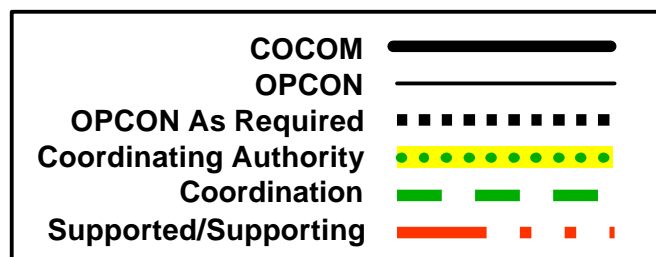 COCOM
OPCON
OPCON As Required
Coordinating Authority
Coordination
Supported/Supporting